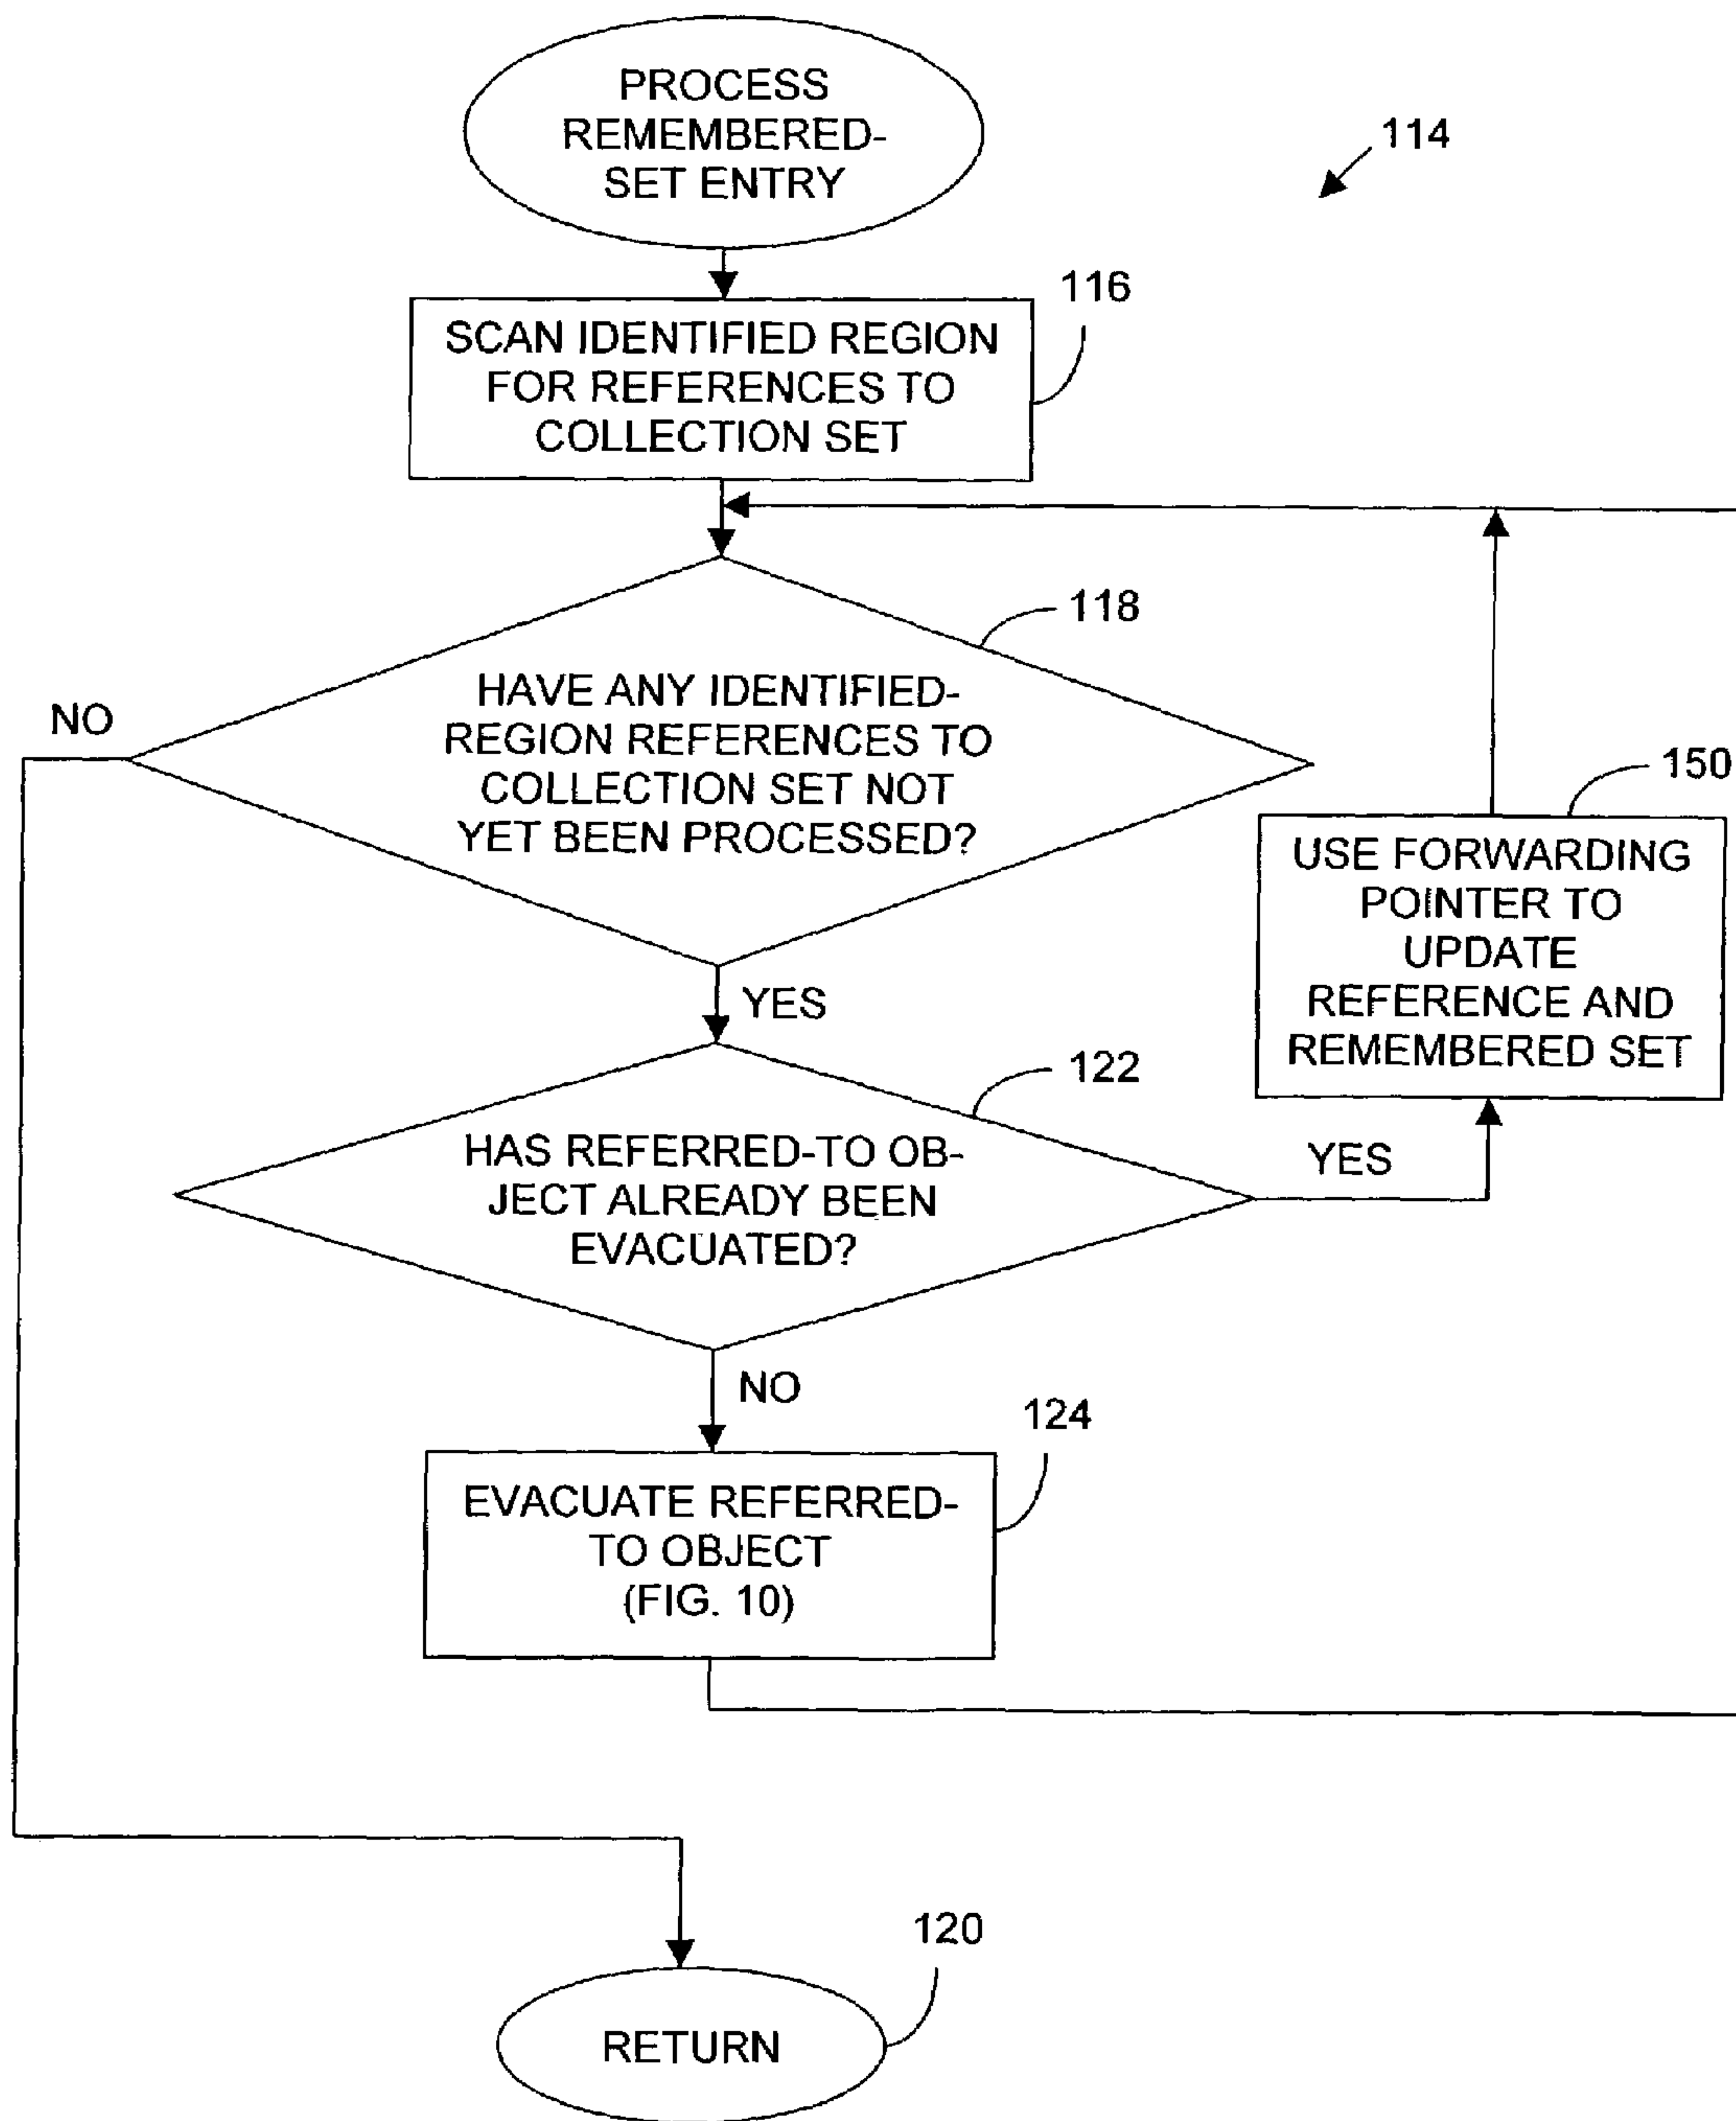 PROCESS
REMEMBERED-
SET ENTRY
114
116
SCAN IDENTIFIED REGION
FOR REFERENCES TO
COLLECTION SET
118
HAVE ANY IDENTIFIED-
REGION REFERENCES TO
COLLECTION SET NOT
YET BEEN PROCESSED?
NO
150
USE FORWARDING
POINTER TO
UPDATE
REFERENCE AND
REMEMBERED SET
YES
122
HAS REFERRED-TO OB-
JECT ALREADY BEEN
EVACUATED?
YES
NO
124
EVACUATE REFERRED-
TO OBJECT
(FIG. 10)
120
RETURN